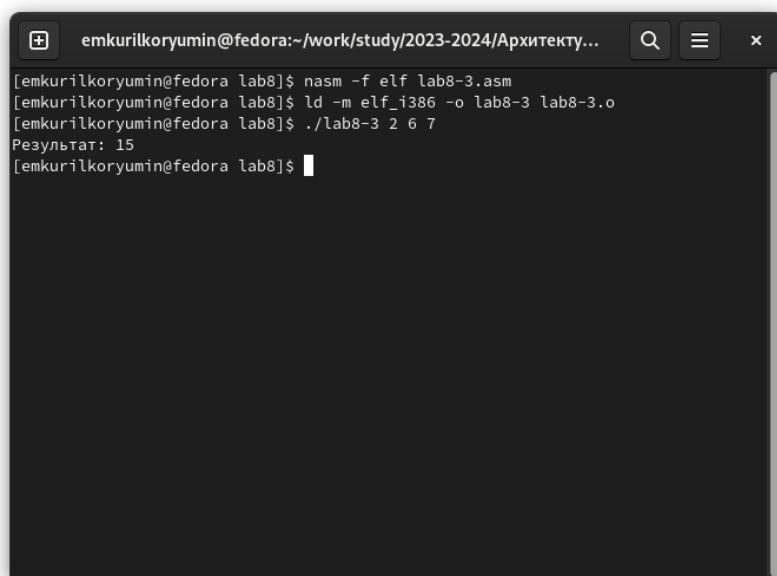 emkurilkoryumin@fedora:~/work/study/2023-2024/Архитекту...
[emkurilkoryumin@fedora lab8]$ nasm -f elf lab8-3.asm
[emkurilkoryumin@fedora lab8]$ ld -m elf_i386 -o lab8-3 lab8-3.o
[emkurilkoryumin@fedora lab8]$ ./lab8-3 2 6 7
Результат: 15
[emkurilkoryumin@fedora lab8]$